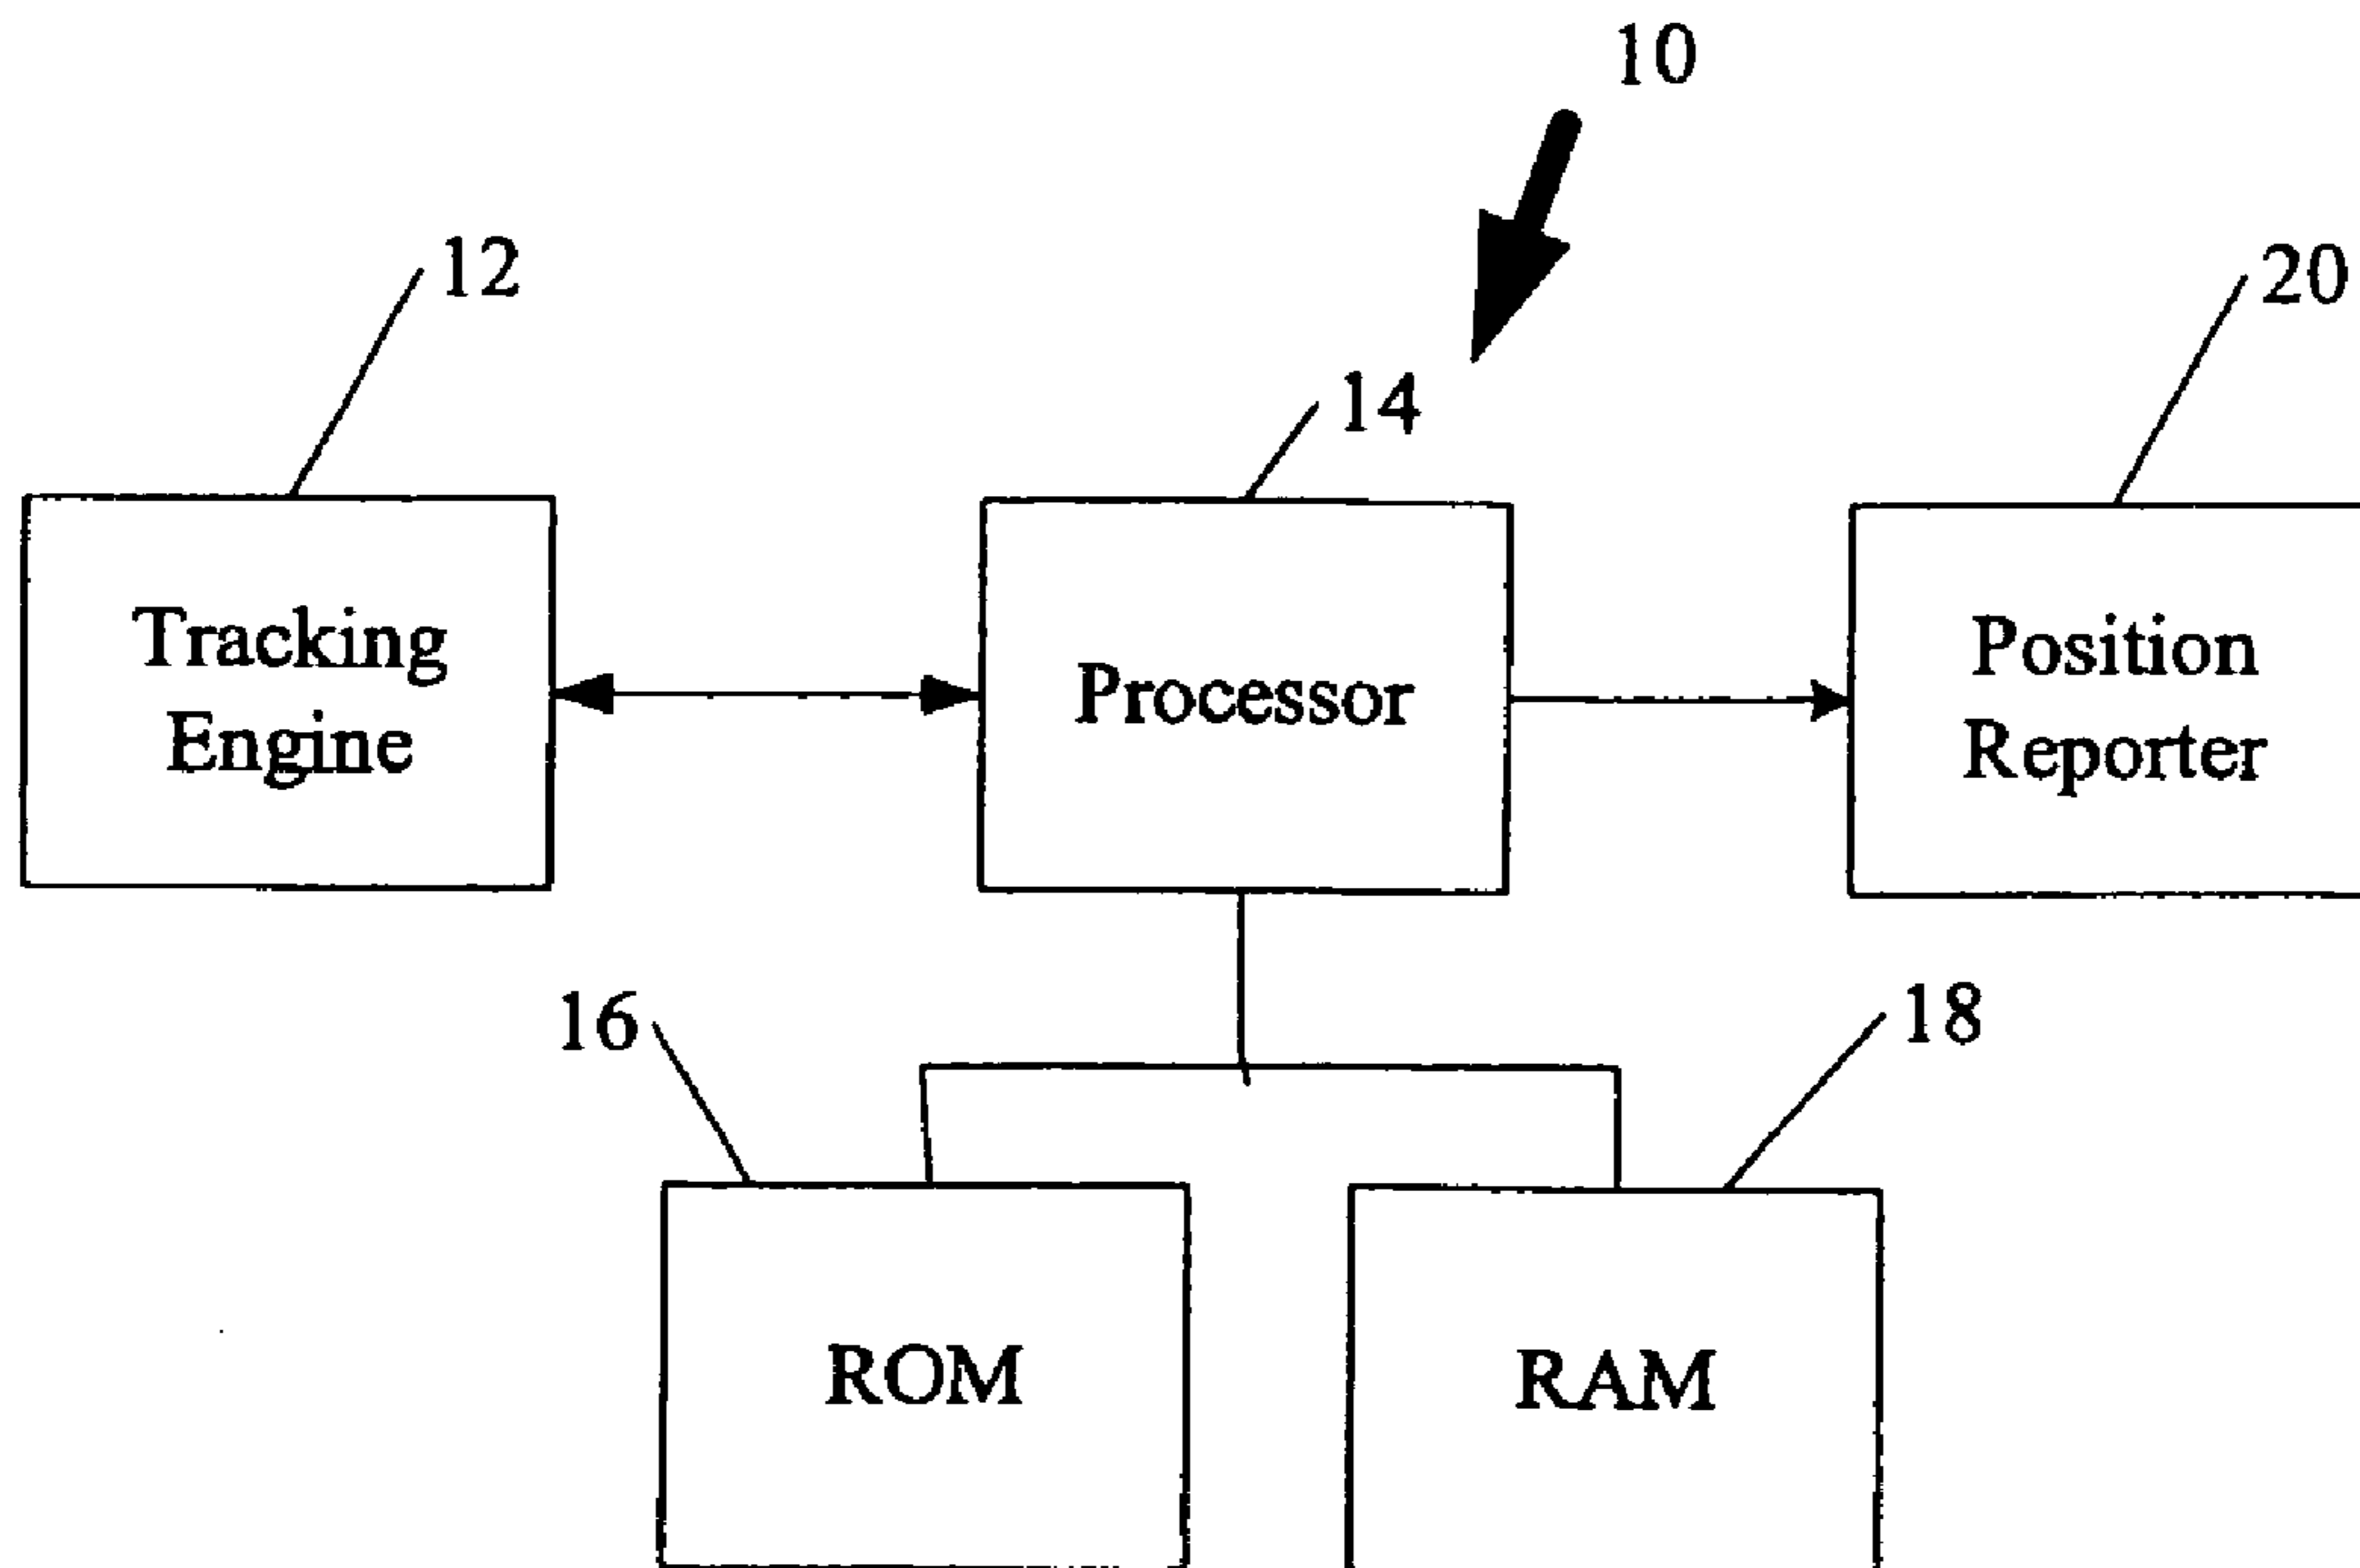 10
12
20
14
Tracking
Engine
Processor
Position
Reporter
16
18
ROM
RAM